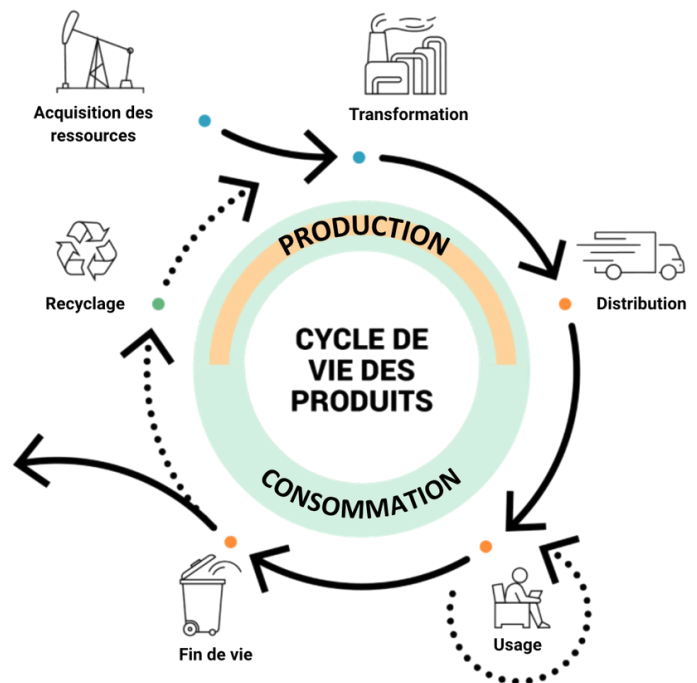 Acquisition des
ressources
Transformation
PRODUCTION
Recyclage
Distribution
CYCLE DE
VIE DES
PRODUITS
CONSOMMATION
Usage
Fin de vie